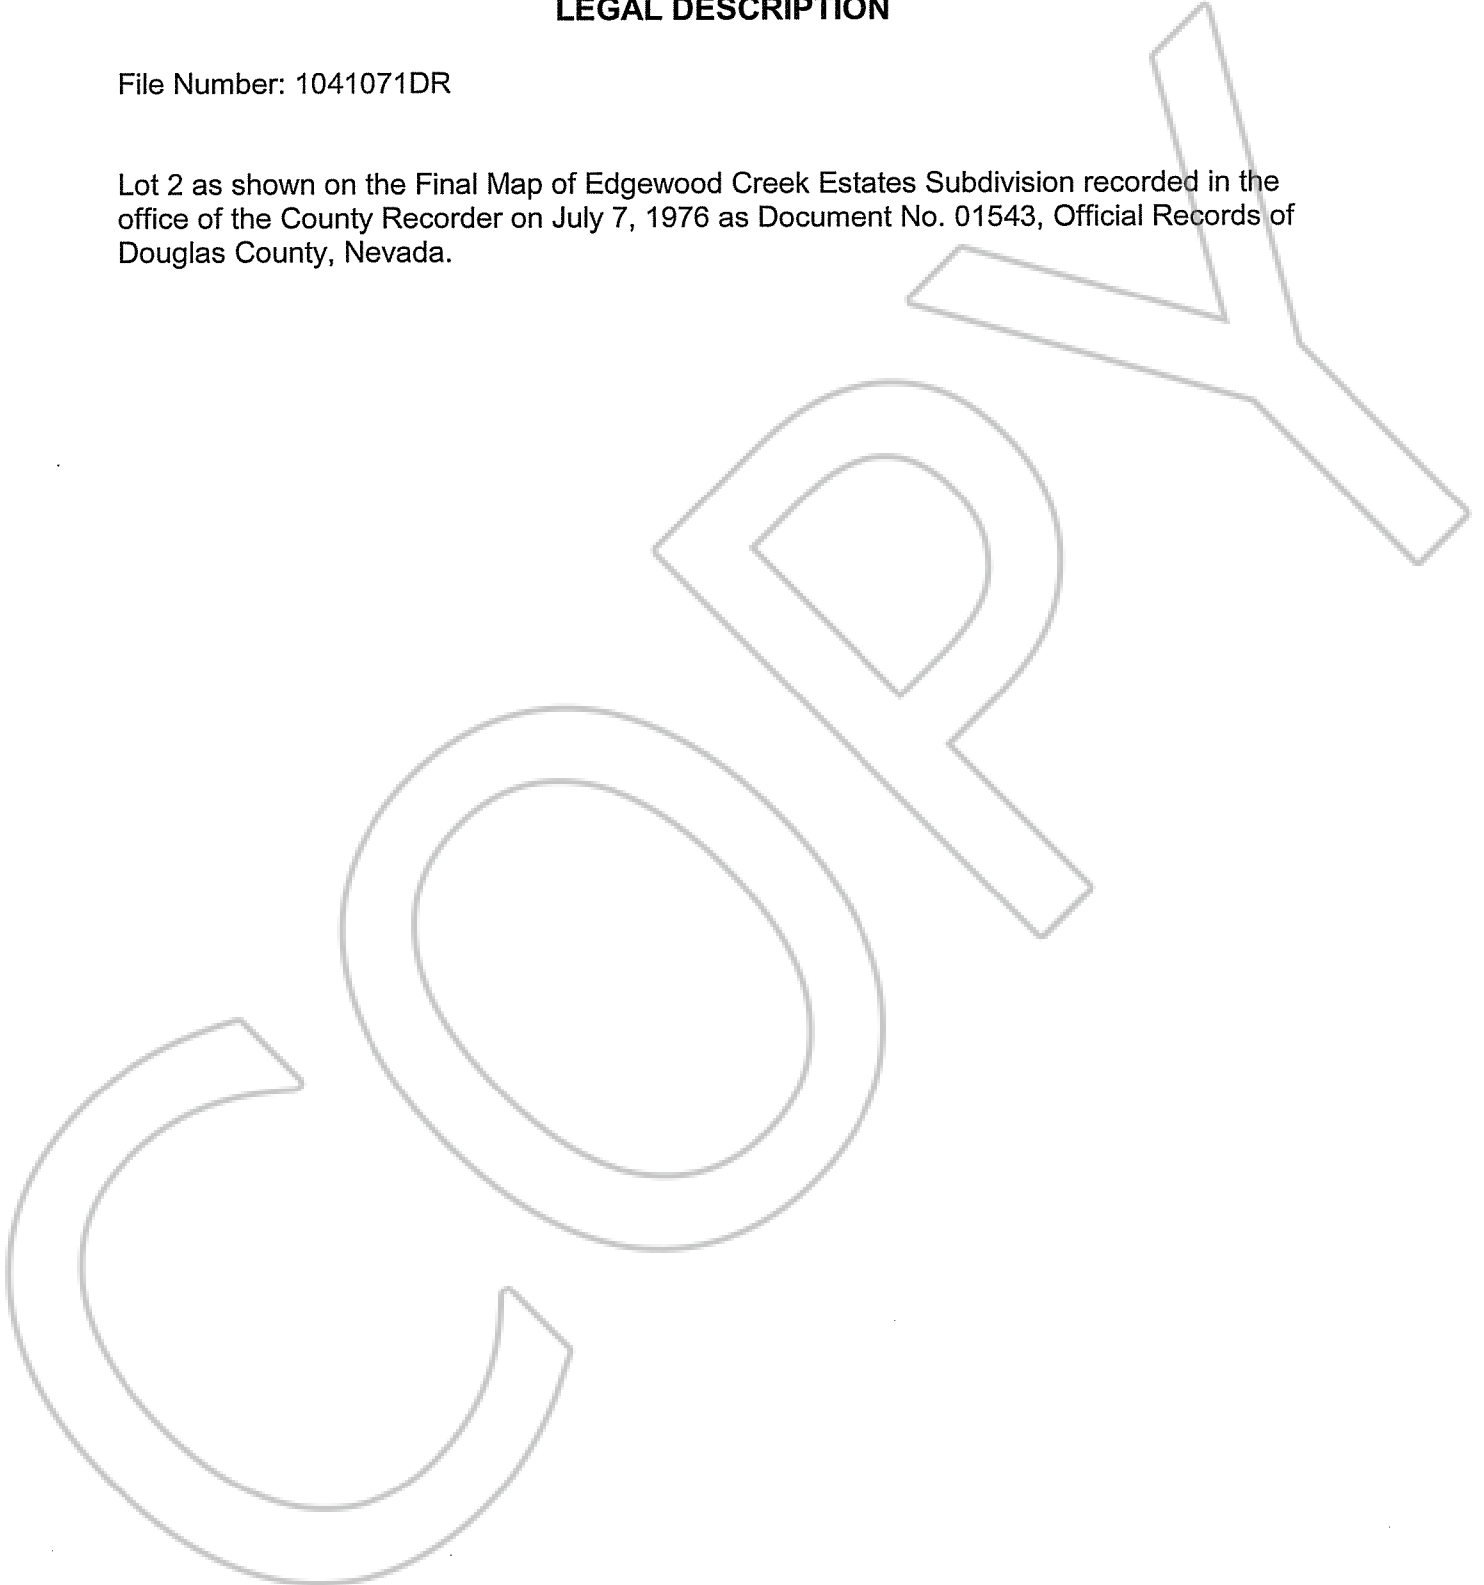 LEGAL DESCRIPTION
File Number: 1041071DR
Lot 2 as shown on the Final Map of Edgewood Creek Estates Subdivision recorded in the
office of the County Recorder on July 7, 1976 as Document No. 01543, Official Records of
Douglas County, Nevada.
COPY